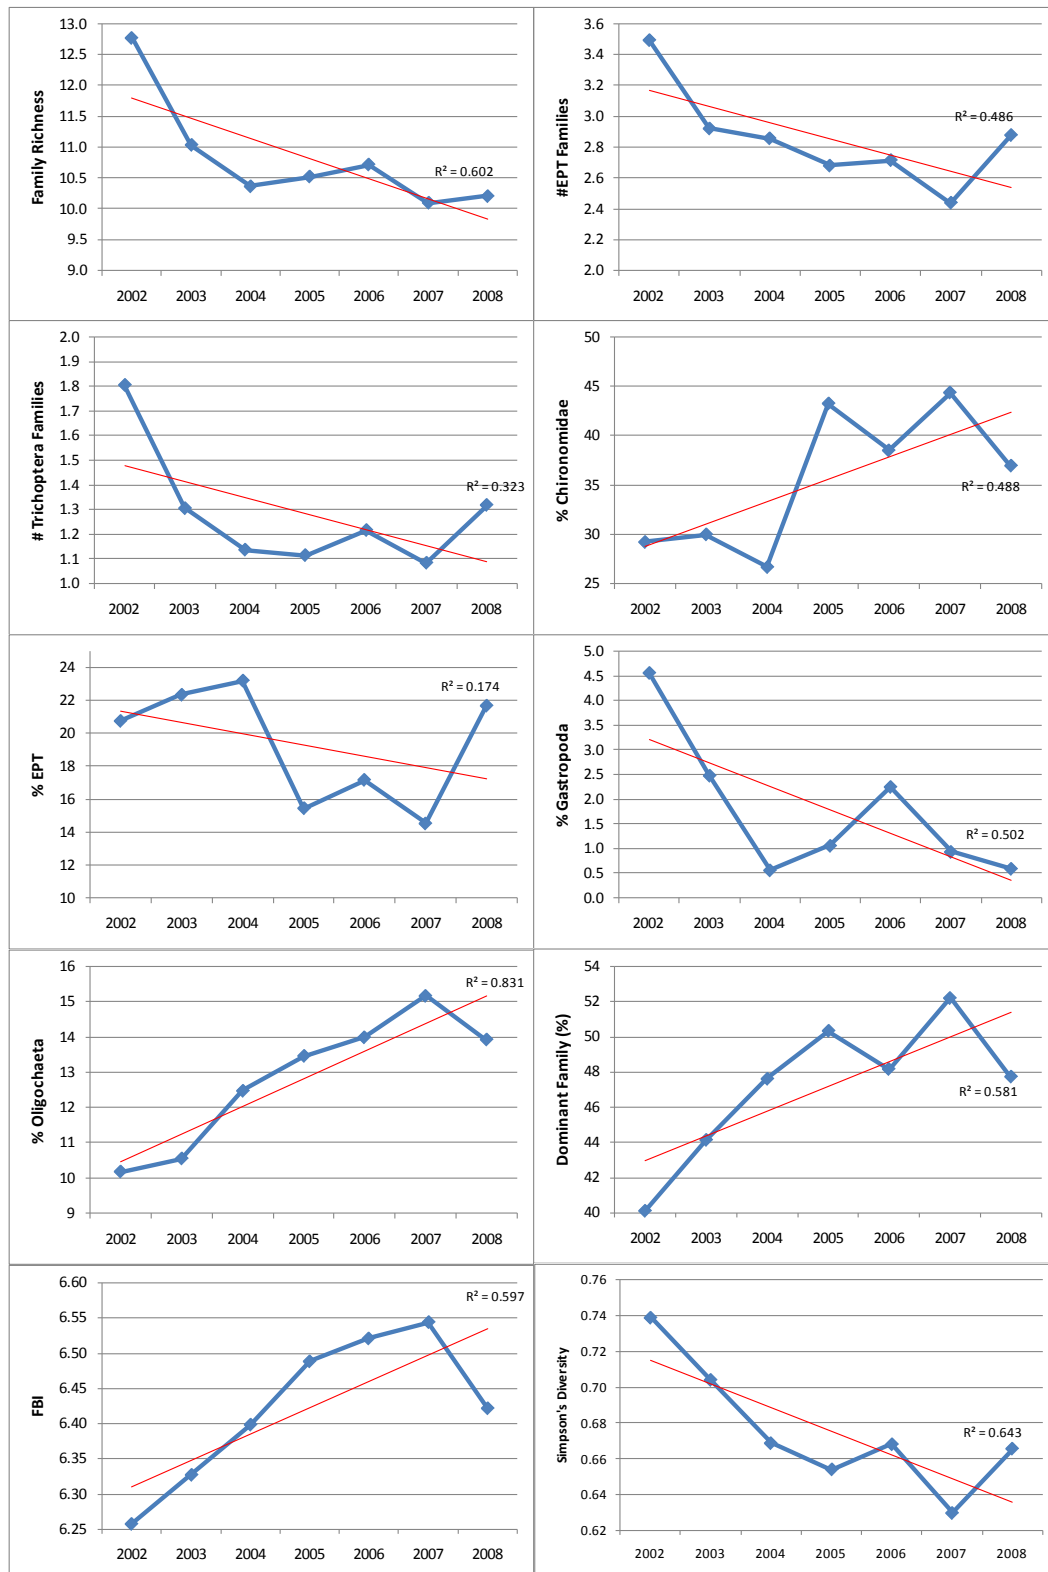 Family Richness
13.0
12.5
12.0
11.5
11.0
10.5
10.0
9.5
9.0
R² = 0.602
2002 2003 2004 2005 2006 2007 2008
#EPT Families
3.6
3.4
3.2
3.0
2.8
2.6
2.4
2.2
2.0
R² = 0.486
2002 2003 2004 2005 2006 2007 2008
# Trichoptera Families
2.0
1.9
1.8
1.7
1.6
1.5
1.4
1.3
1.2
1.1
1.0
R² = 0.323
2002 2003 2004 2005 2006 2007 2008
% Chironomidae
50
45
40
35
30
25
R² = 0.488
2002 2003 2004 2005 2006 2007 2008
% EPT
24
22
20
18
16
14
12
10
R² = 0.174
2002 2003 2004 2005 2006 2007 2008
% Gastropoda
5.0
4.5
4.0
3.5
3.0
2.5
2.0
1.5
1.0
0.5
0.0
R² = 0.502
2002 2003 2004 2005 2006 2007 2008
% Oligochaeta
16
15
14
13
12
11
10
9
R² = 0.831
2002 2003 2004 2005 2006 2007 2008
Dominant Family (%)
54
52
50
48
46
44
42
40
R² = 0.581
2002 2003 2004 2005 2006 2007 2008
FBI
6.60
6.55
6.50
6.45
6.40
6.35
6.30
6.25
R² = 0.597
2002 2003 2004 2005 2006 2007 2008
Simpson's Diversity
0.76
0.74
0.72
0.70
0.68
0.66
0.64
0.62
R² = 0.643
2002 2003 2004 2005 2006 2007 2008